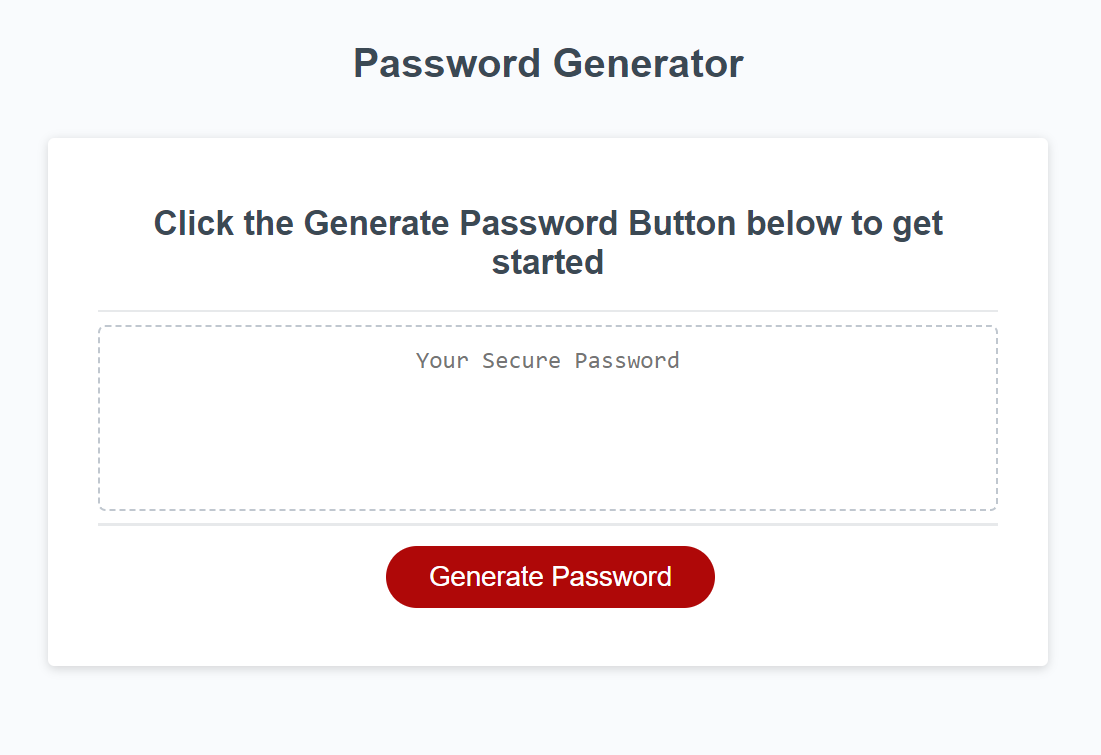 Password Generator
Click the Generate Password Button below to get
started
Your Secure Password
Generate Password